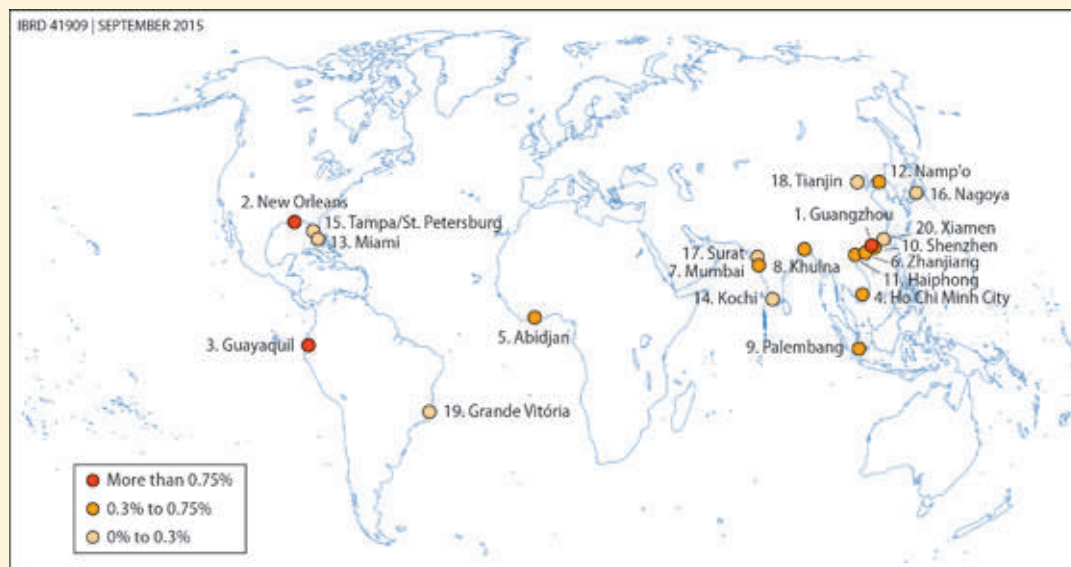 IBRD 41909 | SEPTEMBER 2015
12. Namp'o
18. Tianjin
16. Nagoya
2. New Orleans
1. Guangzhou
15. Tampa/St. Petersburg
20. Xiamen
13. Miami
10. Shenzhen
17. Surat
6. Zhanjiang
7. Mumbai
8. Khulna
11. Haiphong
14. Kochi
4. Ho Chi Minh City
5. Abidjan
3. Guayaquil
9. Palembang
19. Grande Vitória
More than 0.75%
0.3% to 0.75%
0% to 0.3%